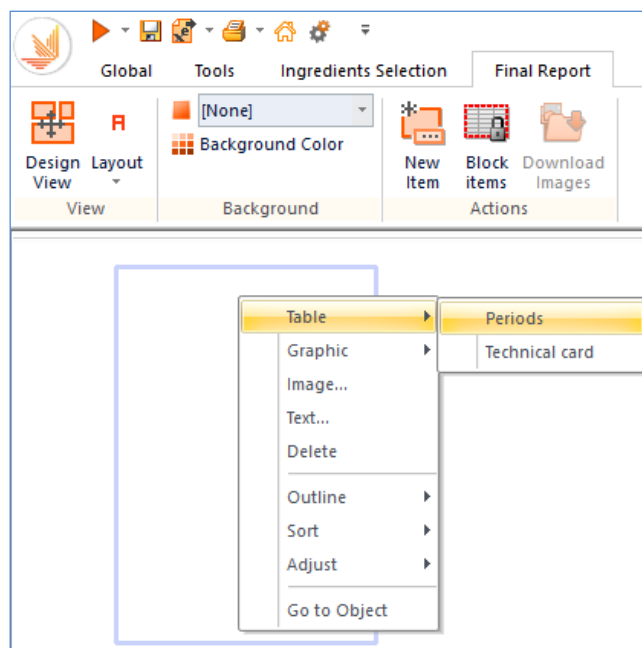 Global Tools Ingredients Selection Final Report
[None]
Background Color
Design View
Layout
New Item
Block items
Download Images
View Background Actions
Table
Graphic
Image...
Text...
Delete
Outline
Sort
Adjust
Go to Object
Periods
Technical card